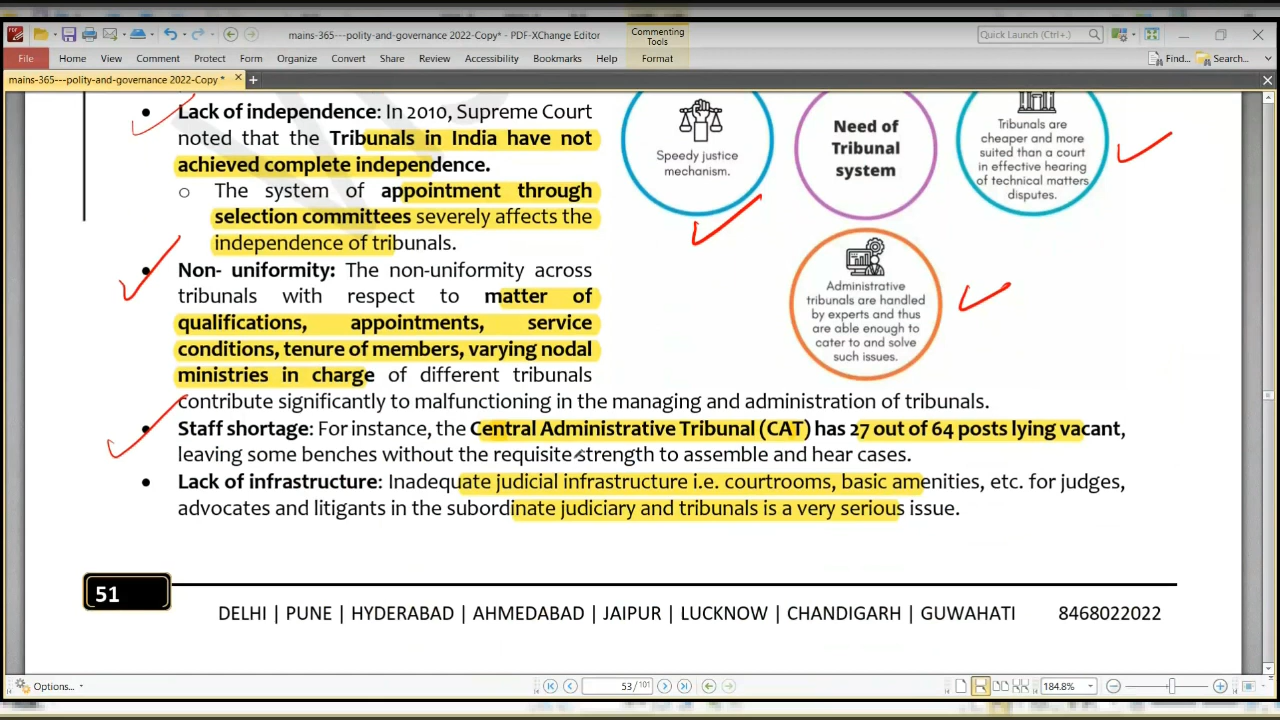 Commenting
Tools
mains-365---polity-and-governance 2022-Copy* - PDF-XChange Editor
Quick Launch (Ctrl+.)
File Home View Comment Protect Form Organize Convert Share Review Accessibility Bookmarks Help Format Find... Search...
mains-365---polity-and-governance 2022-Copy *
• Lack of independence: In 2010, Supreme Court
noted that the Tribunals in India have not
achieved complete independence.
o The system of appointment through
selection committees severely affects the
independence of tribunals.
• Non- uniformity: The non-uniformity across
tribunals with respect to matter of
qualifications, appointments, service
conditions, tenure of members, varying nodal
ministries in charge of different tribunals
contribute significantly to malfunctioning in the managing and administration of tribunals.
• Staff shortage: For instance, the Central Administrative Tribunal (CAT) has 27 out of 64 posts lying vacant,
leaving some benches without the requisite strength to assemble and hear cases.
• Lack of infrastructure: Inadequate judicial infrastructure i.e. courtrooms, basic amenities, etc. for judges,
advocates and litigants in the subordinate judiciary and tribunals is a very serious issue.
Speedy justice
mechanism.
Need of
Tribunal
system
Tribunals are
cheaper and more
suited than a court
in effective hearing
of technical matters
disputes.
Administrative
tribunals are handled
by experts and thus
are able enough to
cater to and solve
such issues.
51
DELHI | PUNE | HYDERABAD | AHMEDABAD | JAIPUR | LUCKNOW | CHANDIGARH | GUWAHATI 8468022022
Options... 53 / 101 184.8%